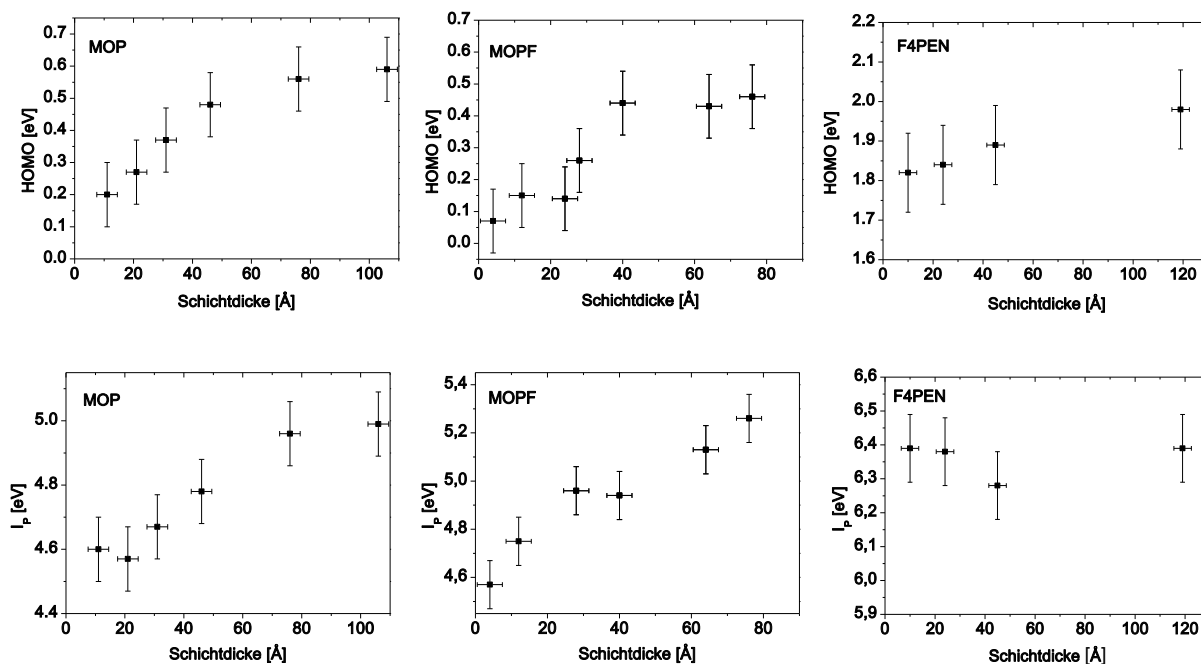 MOP
HOMO [eV]
0.7
0.6
0.5
0.4
0.3
0.2
0.1
0.0
0 20 40 60 80 100
Schichtdicke [Å]
MOPF
HOMO [eV]
0.7
0.6
0.5
0.4
0.3
0.2
0.1
0.0
0 20 40 60 80
Schichtdicke [Å]
F4PEN
HOMO [eV]
2.2
2.1
2.0
1.9
1.8
1.7
1.6
0 20 40 60 80 100 120
Schichtdicke [Å]
MOP
I_P [eV]
5.0
4.8
4.6
4.4
0 20 40 60 80 100
Schichtdicke [Å]
MOPF
I_P [eV]
5,4
5,2
5,0
4,8
4,6
0 20 40 60 80
Schichtdicke [Å]
F4PEN
I_P [eV]
6,6
6,5
6,4
6,3
6,2
6,1
6,0
5,9
0 20 40 60 80 100 120
Schichtdicke [Å]